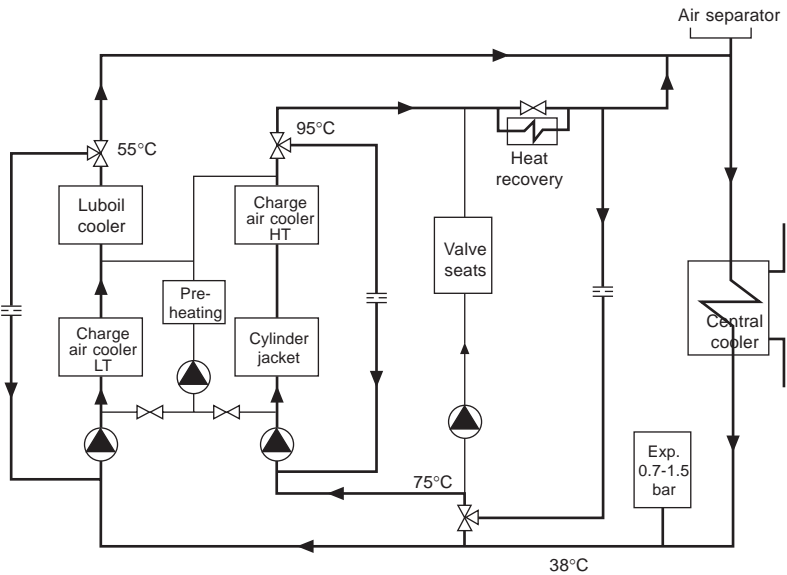 Air separator
95°C
55°C
Heat
recovery
Luboil
cooler
Charge
air cooler
HT
Valve
seats
Pre-
heating
Charge
air cooler
LT
Cylinder
jacket
Central
cooler
Exp.
0.7-1.5
bar
75°C
38°C